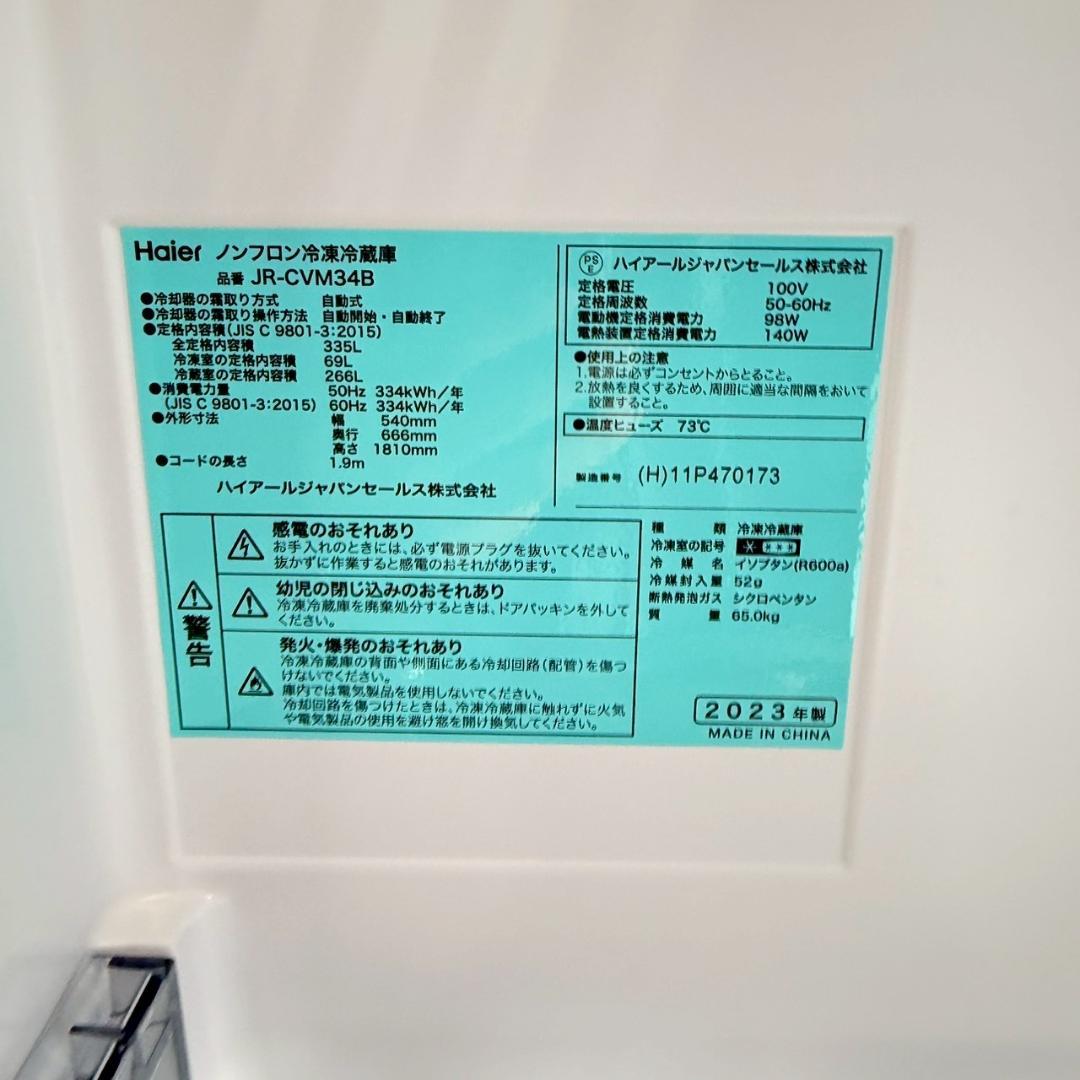 Haier ノンフロン冷凍冷蔵庫
品番 JR-CVM34B
●冷却器の霜取り方式 自動式
●冷却器の霜取り操作方法 自動開始・自動終了
●定格内容積(JIS C 9801-3:2015)
全定格内容積 335L
冷凍室の定格内容積 69L
冷蔵室の定格内容積 266L
●消費電力量 50Hz 334kWh/年
(JIS C 9801-3:2015) 60Hz 334kWh/年
●外形寸法 幅 540mm
奥行 666mm
高さ 1810mm
●コードの長さ 1.9m
ハイアールジャパンセールス株式会社
PS
E
ハイアールジャパンセールス株式会社
定格電圧 100V
定格周波数 50-60Hz
電動機定格消費電力 98W
電熱装置定格消費電力 140W
●使用上の注意
1.電源は必ずコンセントからとること。
2.放熱を良くするため、周囲に適当な間隔をおいて
設置すること。
●温度ヒューズ 73℃
製造番号 (H)11P470173
警告
感電のおそれあり
お手入れのときには、必ず電源プラグを抜いてください。
抜かずに作業すると感電のおそれがあります。
幼児の閉じ込みのおそれあり
冷凍冷蔵庫を廃棄処分するときは、ドアパッキンを外して
ください。
発火・爆発のおそれあり
冷凍冷蔵庫の背面や側面にある冷却回路(配管)を傷つ
けないでください。
庫内では電気製品を使用しないでください。
冷却回路を傷つけたときは、冷凍冷蔵庫に触れずに火気
や電気製品の使用を避け窓を開け換気してください。
種類 冷凍冷蔵庫
冷凍室の記号
冷媒名 イソブタン(R600a)
冷媒封入量 52g
断熱発泡ガス シクロペンタン
質量 65.0kg
2023年製
MADE IN CHINA